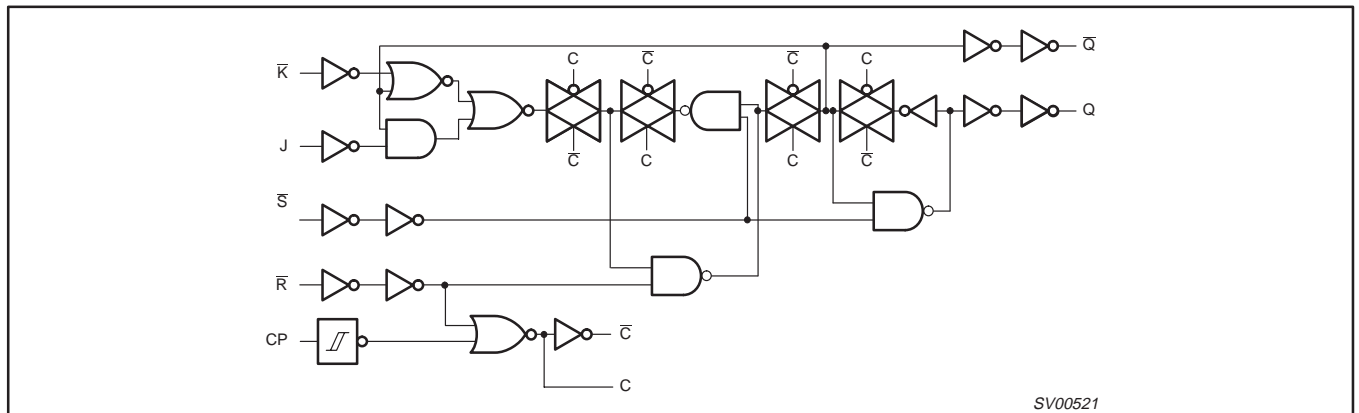 C C̅ C̅ C Q̅
K̅
Q
J
C̅ C C C̅
S̅
R̅
CP C̅
C
SV00521